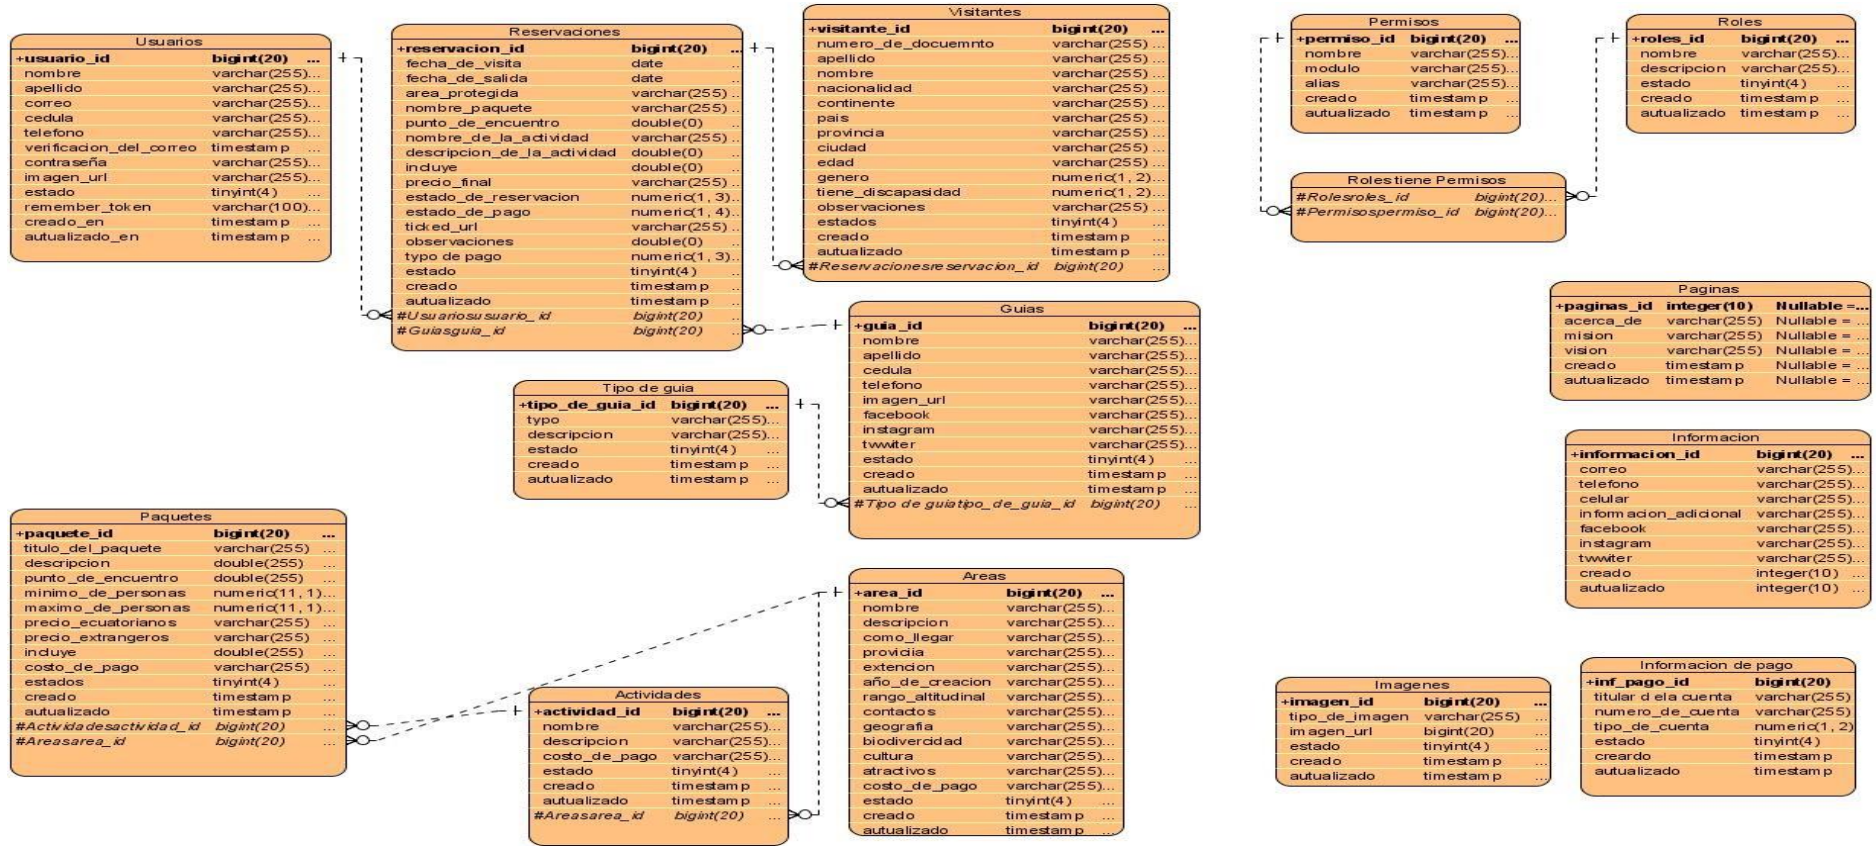 Usuarios
+usuario_id bigint(20) ...
nombre varchar(255)...
apellido varchar(255)...
correo varchar(255)...
cedula varchar(255)...
telefono varchar(255)...
verificacion_del_correo timestamp ...
contraseña varchar(255)...
imagen_url varchar(255)...
estado tinyint(4) ...
remember_token varchar(100)...
creado_en timestamp ...
autualizado_en timestamp ...
Reservaciones
+reservacion_id bigint(20) ...
fecha_de_visita date ..
fecha_de_salida date ..
area_protegida varchar(255) ..
nombre_paquete varchar(255) ..
punto_de_encuentro double(0) ..
nombre_de_la_actividad varchar(255) ..
descripcion_de_la_actividad double(0) ..
incluye double(0) ..
precio_final varchar(255) ..
estado_de_reservacion numeric(1, 3)..
estado_de_pago numeric(1, 4)..
ticked_url varchar(255) ..
observaciones double(0) ..
typo de pago numeric(1, 3)..
estado tinyint(4) ..
creado timestamp ..
autualizado timestamp ..
#Usuariosusuario_id bigint(20) ..
#Guiasguia_id bigint(20) ..
Visitantes
+visitante_id bigint(20) ...
numero_de_docuemnto varchar(255) ...
apellido varchar(255) ...
nombre varchar(255) ...
nacionalidad varchar(255) ...
continente varchar(255) ...
pais varchar(255) ...
provincia varchar(255) ...
ciudad varchar(255) ...
edad varchar(255) ...
genero numeric(1, 2)...
tiene_discapasidad numeric(1, 2)...
observaciones varchar(255) ...
estados tinyint(4) ...
creado timestamp ...
autualizado timestamp ...
#Reservacionesreservacion_id bigint(20) ...
Permisos
+permiso_id bigint(20) ...
nombre varchar(255)...
modulo varchar(255)...
alias varchar(255)...
creado timestamp ...
autualizado timestamp ...
Roles
+roles_id bigint(20) ...
nombre varchar(255)...
descripcion varchar(255)...
estado tinyint(4) ...
creado timestamp ...
autualizado timestamp ...
Roles tiene Permisos
#Rolesroles_id bigint(20)...
#Permisospermiso_id bigint(20)...
Paginas
+paginas_id integer(10) Nullable =...
acerca_de varchar(255) Nullable = ...
mision varchar(255) Nullable = ...
vision varchar(255) Nullable = ...
creado timestamp Nullable = ...
autualizado timestamp Nullable = ...
Guias
+guia_id bigint(20) ...
nombre varchar(255)...
apellido varchar(255)...
cedula varchar(255)...
telefono varchar(255)...
imagen_url varchar(255)...
facebook varchar(255)...
instagram varchar(255)...
twwiter varchar(255)...
estado tinyint(4) ...
creado timestamp ...
autualizado timestamp ...
#Tipo de guiatipo_de_guia_id bigint(20) ...
Tipo de guia
+tipo_de_guia_id bigint(20) ...
typo varchar(255)...
descripcion varchar(255)...
estado tinyint(4) ...
creado timestamp ...
autualizado timestamp ...
Informacion
+informacion_id bigint(20) ...
correo varchar(255)...
telefono varchar(255)...
celular varchar(255)...
informacion_adicional varchar(255)...
facebook varchar(255)...
instagram varchar(255)...
twwiter varchar(255)...
creado integer(10) ...
autualizado integer(10) ...
Paquetes
+paquete_id bigint(20) ...
titulo_del_paquete varchar(255) ...
descripcion double(255) ...
punto_de_encuentro double(255) ...
minimo_de_personas numeric(11, 1)...
maximo_de_personas numeric(11, 1)...
precio_ecuatorianos varchar(255) ...
precio_extrangeros varchar(255) ...
incluye double(255) ...
costo_de_pago varchar(255) ...
estados tinyint(4) ...
creado timestamp ...
autualizado timestamp ...
#Actividadesactividad_id bigint(20) ...
#Areasarea_id bigint(20) ...
Areas
+area_id bigint(20) ...
nombre varchar(255)...
descripcion varchar(255)...
como_llegar varchar(255)...
proviciia varchar(255)...
extencion varchar(255)...
año_de_creacion varchar(255)...
rango_altitudinal varchar(255)...
contactos varchar(255)...
geografia varchar(255)...
biodivercidad varchar(255)...
cultura varchar(255)...
atractivos varchar(255)...
costo_de_pago varchar(255)...
estado tinyint(4) ...
creado timestamp ...
autualizado timestamp ...
Actividades
+actividad_id bigint(20) ...
nombre varchar(255)...
descripcion varchar(255)...
costo_de_pago varchar(255)...
estado tinyint(4) ...
creado timestamp ...
autualizado timestamp ...
#Areasarea_id bigint(20) ...
Imagenes
+imagen_id bigint(20) ...
tipo_de_imagen varchar(255) ...
imagen_url bigint(20) ...
estado tinyint(4) ...
creado timestamp ...
autualizado timestamp ...
Informacion de pago
+inf_pago_id bigint(20)
titular d ela cuenta varchar(255)
numero_de_cuenta varchar(255)
tipo_de_cuenta numeric(1, 2)
estado tinyint(4)
creardo timestamp
autualizado timestamp